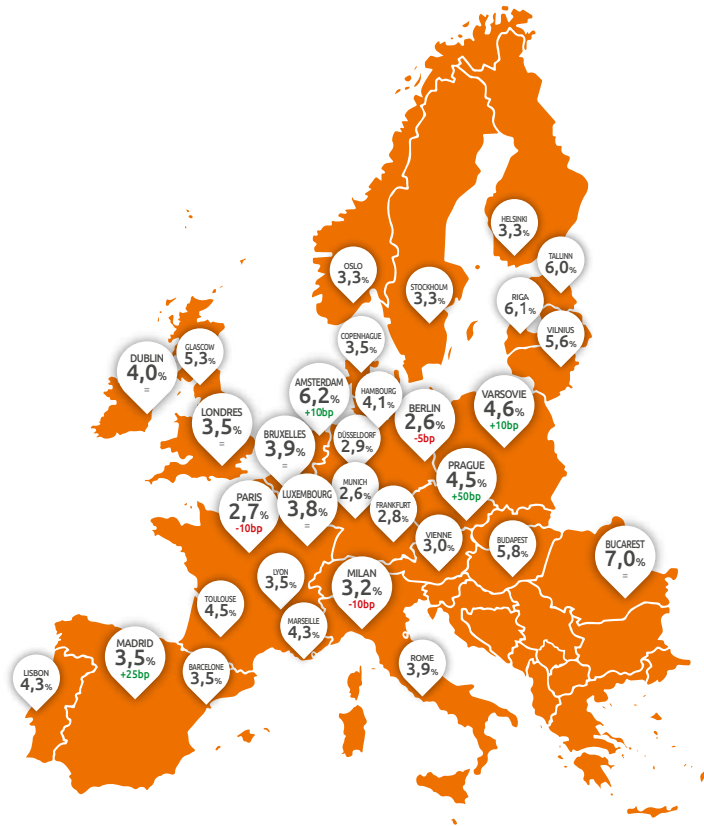 HELSINKI
3,3%
TALLINN
6,0%
OSLO
3,3%
STOCKHOLM
3,3%
RIGA
6,1%
VILNIUS
5,6%
COPENHAGUE
3,5%
GLASCOW
5,3%
DUBLIN
4,0%
=
AMSTERDAM
6,2%
+10bp
HAMBOURG
4,1%
BERLIN
2,6%
-5bp
VARSOVIE
4,6%
+10bp
LONDRES
3,5%
=
BRUXELLES
3,9%
=
DÜSSELDORF
2,9%
PRAGUE
4,5%
+50bp
PARIS
2,7%
-10bp
LUXEMBOURG
3,8%
=
MUNICH
2,6%
FRANKFURT
2,8%
VIENNE
3,0%
BUDAPEST
5,8%
BUCAREST
7,0%
=
LYON
3,5%
MILAN
3,2%
-10bp
TOULOUSE
4,5%
MARSEILLE
4,3%
MADRID
3,5%
+25bp
BARCELONE
3,5%
LISBON
4,3%
ROME
3,9%